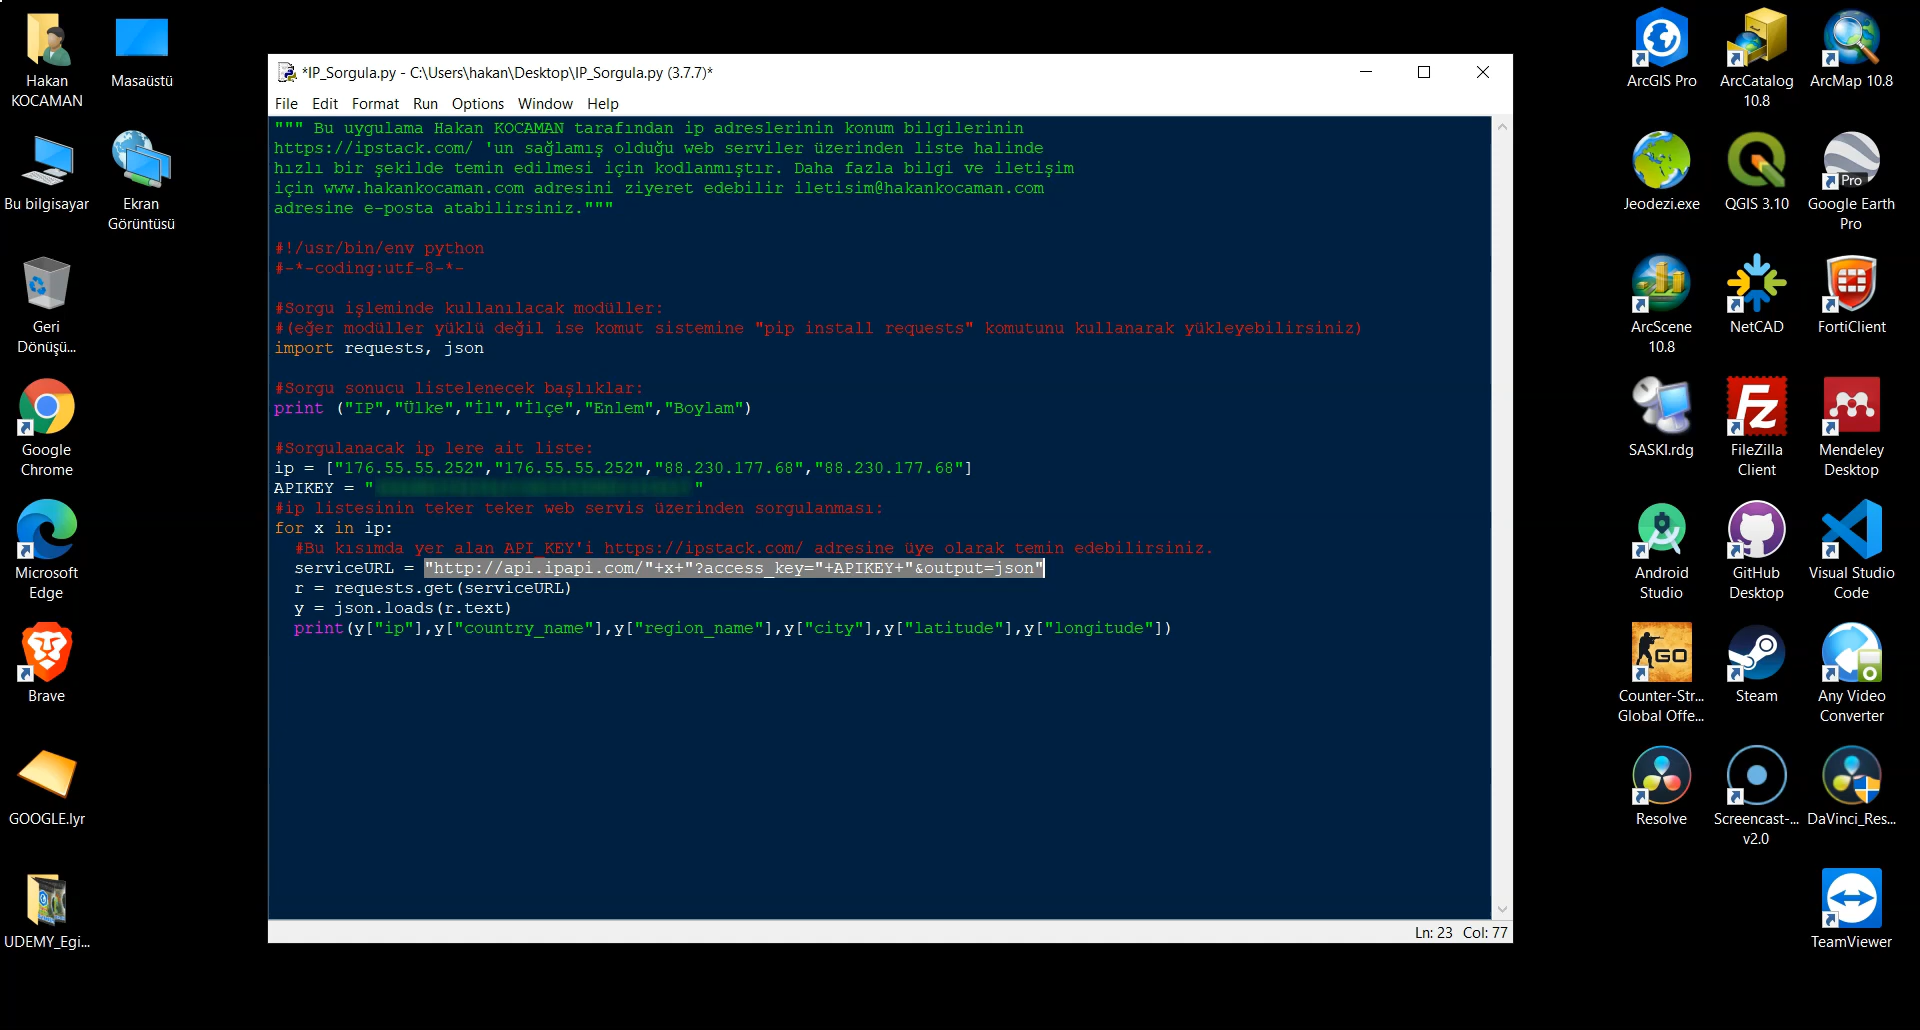 Hakan
KOCAMAN
Masaüstü
Bu bilgisayar
Ekran
Görüntüsü
Geri
Dönüşü...
Google
Chrome
Microsoft
Edge
Brave
GOOGLE.lyr
UDEMY_Egi...
*IP_Sorgula.py - C:\Users\hakan\Desktop\IP_Sorgula.py (3.7.7)*
File Edit Format Run Options Window Help
""" Bu uygulama Hakan KOCAMAN tarafından ip adreslerinin konum bilgilerinin
https://ipstack.com/ 'un sağlamış olduğu web serviler üzerinden liste halinde
hızlı bir şekilde temin edilmesi için kodlanmıştır. Daha fazla bilgi ve iletişim
için www.hakankocaman.com adresini ziyeret edebilir iletisim@hakankocaman.com
adresine e-posta atabilirsiniz."""
#!/usr/bin/env python
#-*-coding:utf-8-*-
#Sorgu işleminde kullanılacak modüller:
#(eğer modüller yüklü değil ise komut sistemine "pip install requests" komutunu kullanarak yükleyebilirsiniz)
import requests, json
#Sorgu sonucu listelenecek başlıklar:
print ("IP","Ülke","İl","İlçe","Enlem","Boylam")
#Sorgulanacak ip lere ait liste:
ip = ["176.55.55.252","176.55.55.252","88.230.177.68","88.230.177.68"]
APIKEY = " "
#ip listesinin teker teker web servis üzerinden sorgulanması:
for x in ip:
  #Bu kısımda yer alan API_KEY'i https://ipstack.com/ adresine üye olarak temin edebilirsiniz.
  serviceURL = "http://api.ipapi.com/"+x+"?access_key="+APIKEY+"&output=json"
  r = requests.get(serviceURL)
  y = json.loads(r.text)
  print(y["ip"],y["country_name"],y["region_name"],y["city"],y["latitude"],y["longitude"])
Ln: 23 Col: 77
ArcGIS Pro
ArcCatalog
10.8
ArcMap 10.8
Jeodezi.exe
QGIS 3.10
Pro
Google Earth
Pro
ArcScene
10.8
NetCAD
FortiClient
SASKI.rdg
Fz
FileZilla
Client
Mendeley
Desktop
Android
Studio
GitHub
Desktop
Visual Studio
Code
GO
Counter-Str...
Global Offe...
Steam
Any Video
Converter
Resolve
Screencast-...
v2.0
DaVinci_Res...
TeamViewer